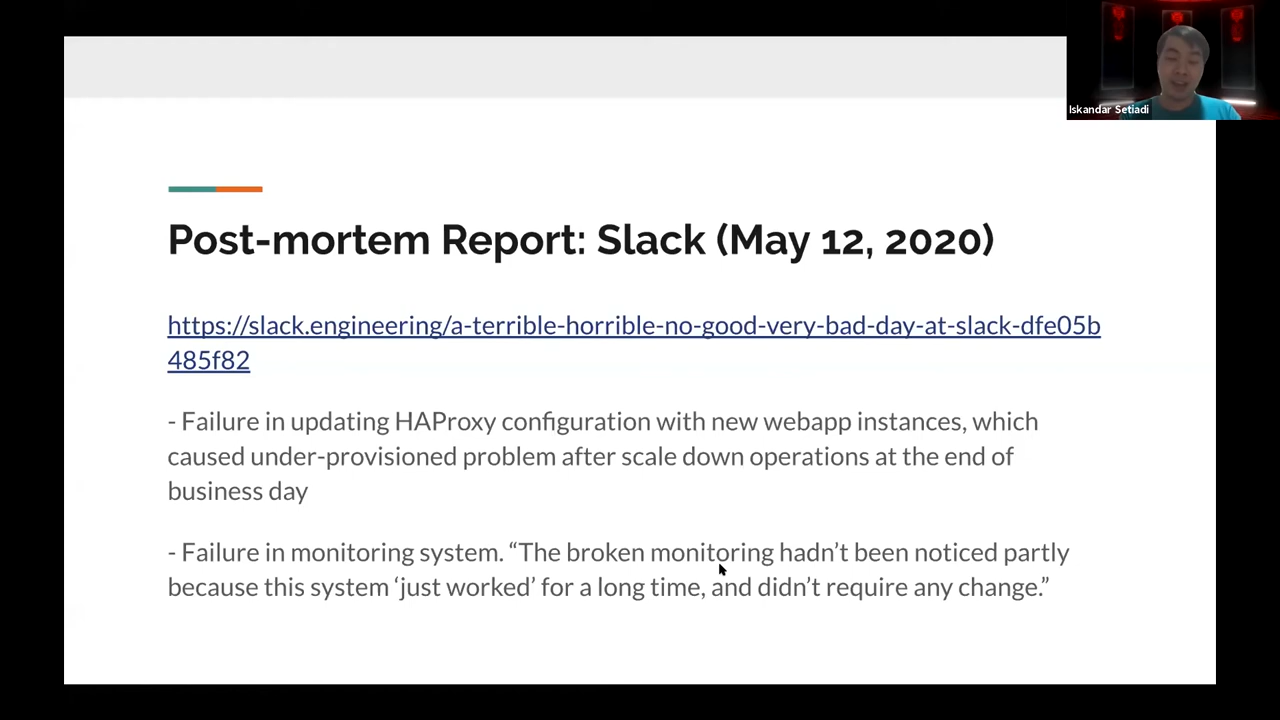 Iskandar Setiadi
Post-mortem Report: Slack (May 12, 2020)
https://slack.engineering/a-terrible-horrible-no-good-very-bad-day-at-slack-dfe05b
485f82
- Failure in updating HAProxy configuration with new webapp instances, which
caused under-provisioned problem after scale down operations at the end of
business day
- Failure in monitoring system. “The broken monitoring hadn’t been noticed partly
because this system ‘just worked’ for a long time, and didn’t require any change.”